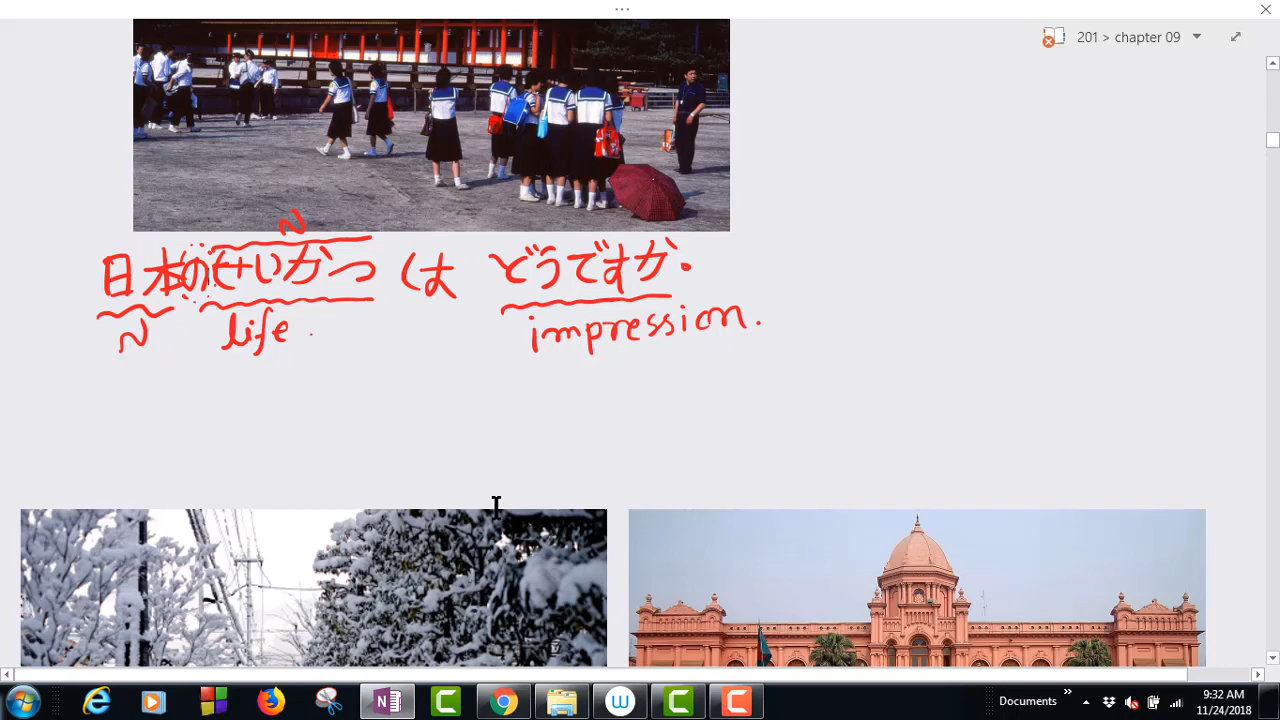 201 > chapter 09
N
日本のせいかつ は どうですか。
N life. impression.
Documents
9:32 AM
11/24/2018